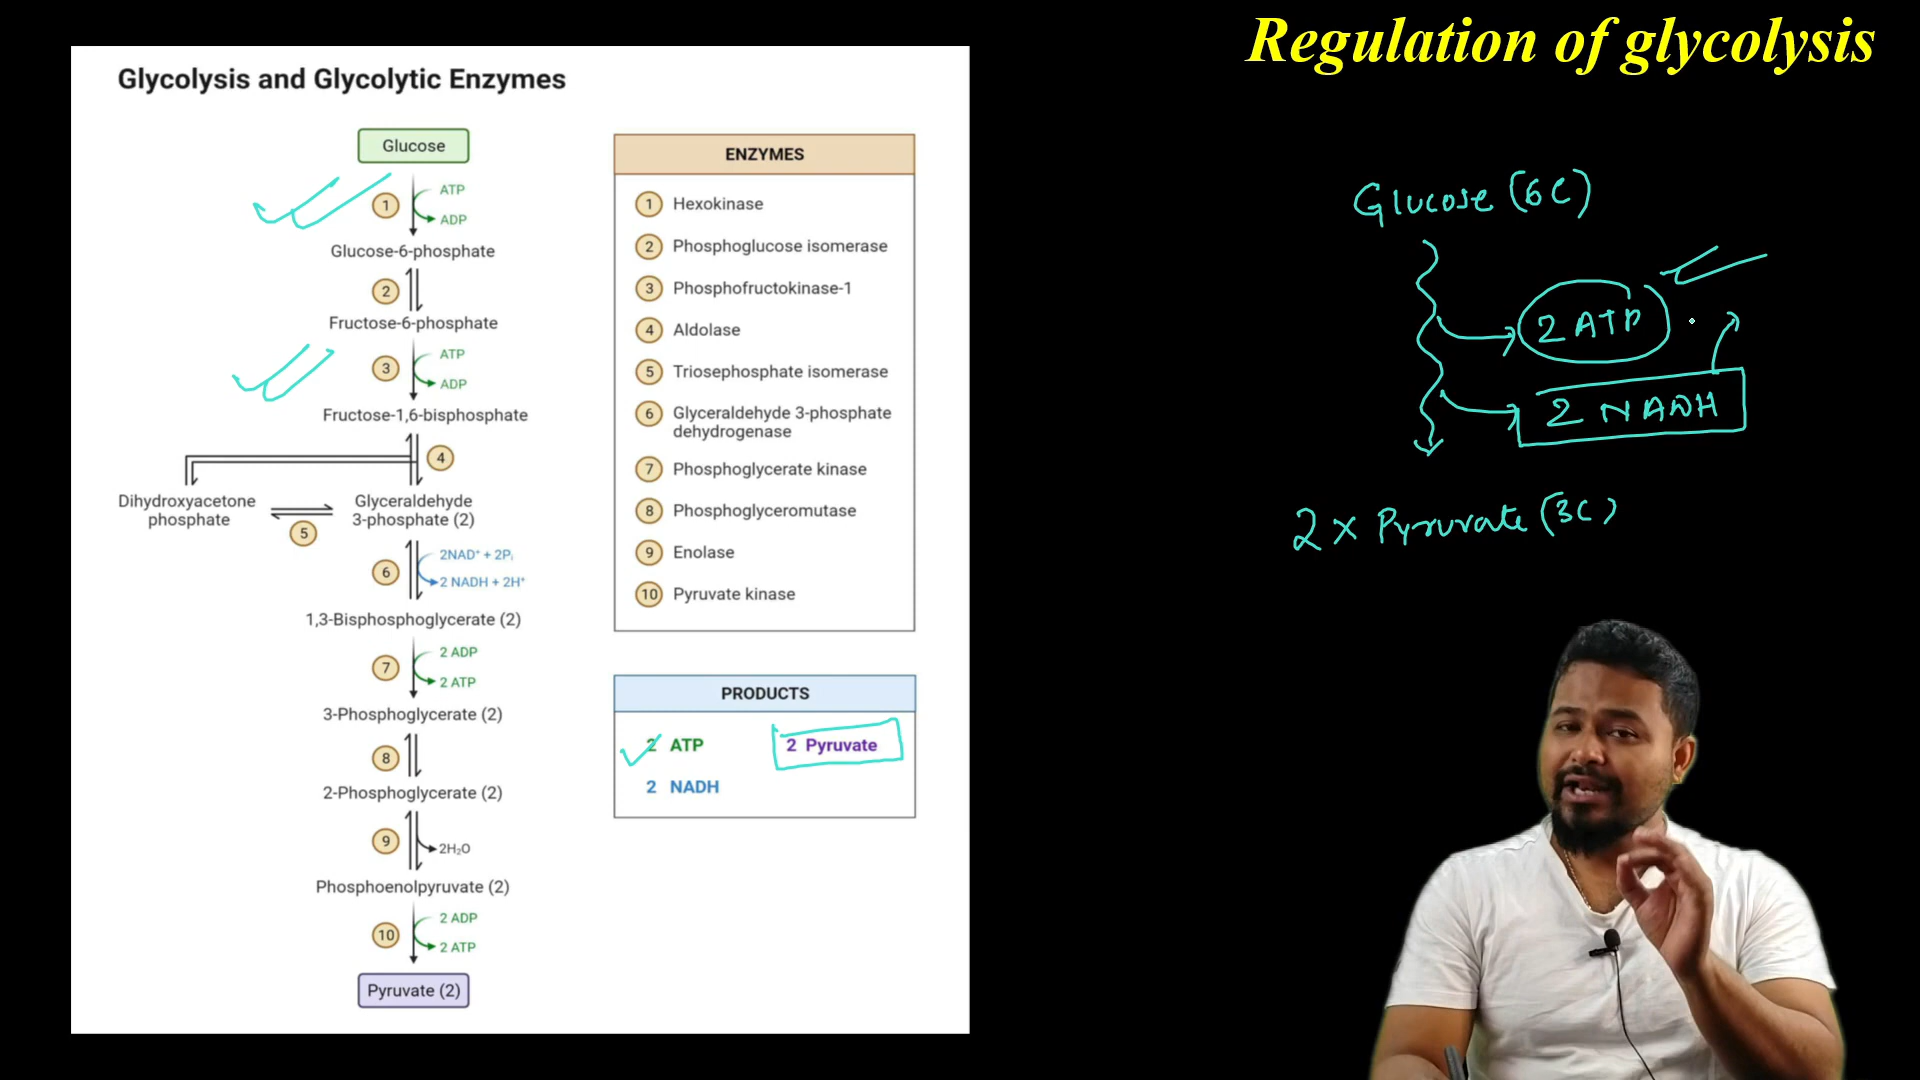 Regulation of glycolysis
Glycolysis and Glycolytic Enzymes
Glucose
1
ATP
ADP
Glucose-6-phosphate
2
Fructose-6-phosphate
3
ATP
ADP
Fructose-1,6-bisphosphate
4
Dihydroxyacetone
phosphate
5
Glyceraldehyde
3-phosphate (2)
6
2NAD⁺ + 2Pᵢ
2 NADH + 2H⁺
1,3-Bisphosphoglycerate (2)
7
2 ADP
2 ATP
3-Phosphoglycerate (2)
8
2-Phosphoglycerate (2)
9
2H₂O
Phosphoenolpyruvate (2)
10
2 ADP
2 ATP
Pyruvate (2)
ENZYMES
1 Hexokinase
2 Phosphoglucose isomerase
3 Phosphofructokinase-1
4 Aldolase
5 Triosephosphate isomerase
6 Glyceraldehyde 3-phosphate
dehydrogenase
7 Phosphoglycerate kinase
8 Phosphoglyceromutase
9 Enolase
10 Pyruvate kinase
PRODUCTS
2 ATP 2 Pyruvate
2 NADH
Glucose (6C)
2 ATP
2 NADH
2 x Pyruvate (3C)